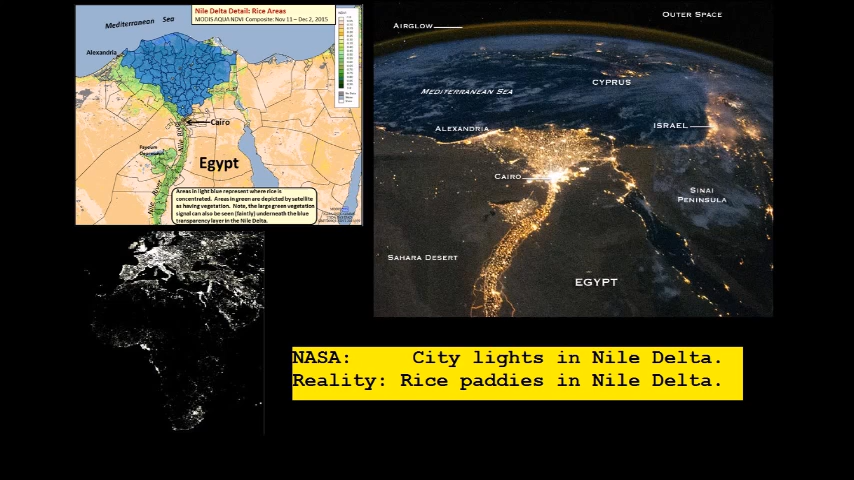 Nile Delta Detail: Rice Areas
MODIS AQUA NDVI Composite: Nov 11 – Dec 2, 2015
Mediterranean Sea
Alexandria
Cairo
Nile River
Fayoum
Depression
Egypt
Areas in light blue represent where rice is
concentrated. Areas in green are depicted by satellite
as having vegetation. Note, the large green vegetation
signal can also be seen (faintly) underneath the blue
transparency layer in the Nile Delta.
OUTER SPACE
AIRGLOW
CYPRUS
MEDITERRANEAN SEA
ISRAEL
ALEXANDRIA
CAIRO
SINAI
PENINSULA
SAHARA DESERT
EGYPT
NASA: City lights in Nile Delta.
Reality: Rice paddies in Nile Delta.